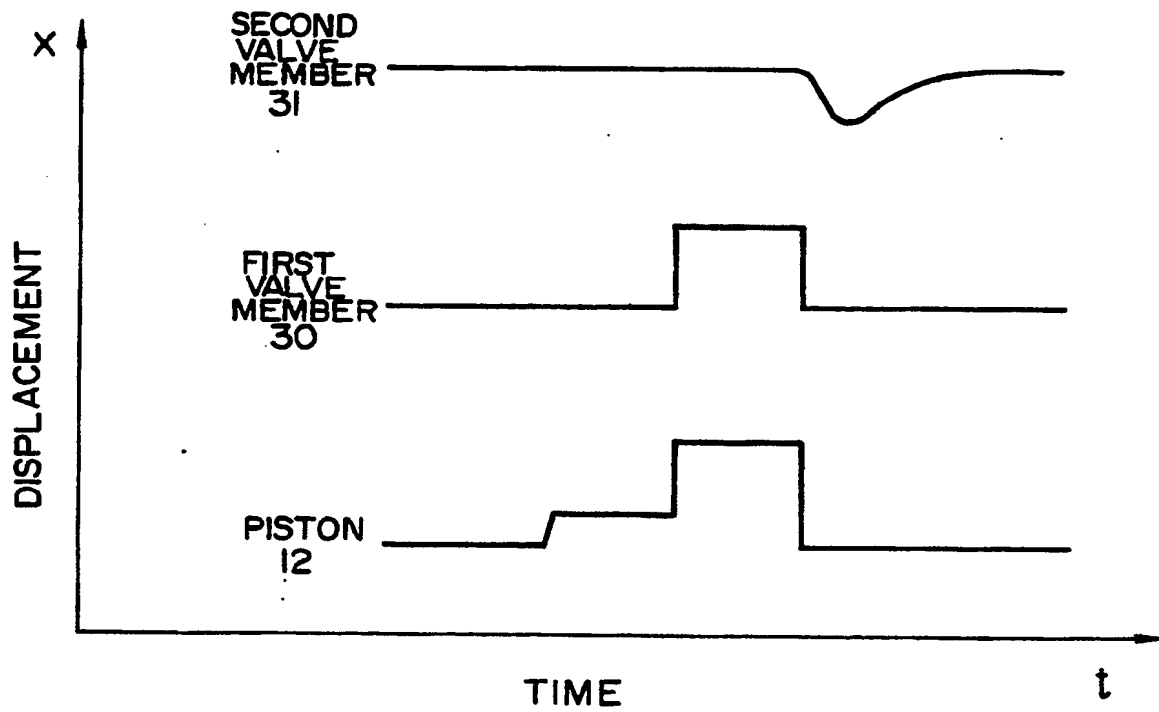 x
SECOND
VALVE
MEMBER
31
FIRST
VALVE
MEMBER
30
DISPLACEMENT
PISTON
12
TIME
t